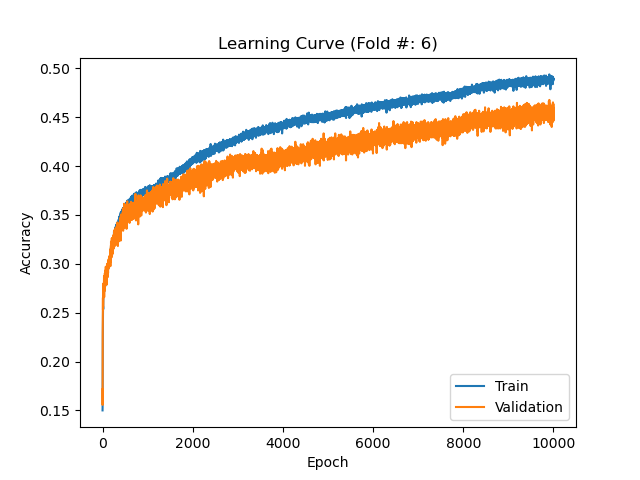 Learning Curve (Fold #: 6)
0.50
0.45
0.40
0.35
0.30
0.25
0.20
0.15
Accuracy
Train
Validation
0 2000 4000 6000 8000 10000
Epoch